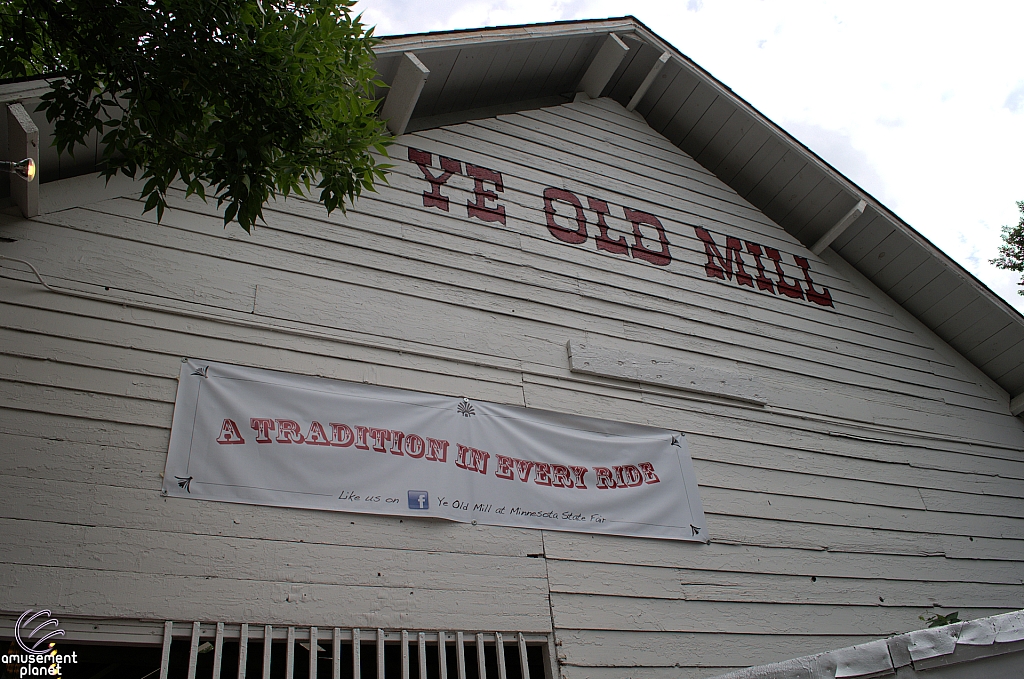 YE OLD MILL
A TRADITION IN EVERY RIDE
Like us on f Ye Old Mill at Minnesota State Fair
amusement
planet